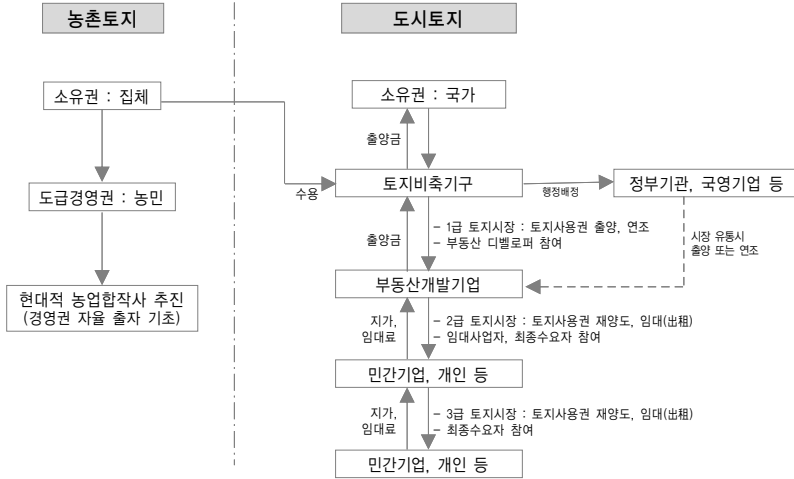 농촌토지
도시토지
소유권 : 집체
소유권 : 국가
출양금
수용
토지비축기구
행정배정
정부기관, 국영기업 등
도급경영권 : 농민
출양금
- 1급 토지시장 : 토지사용권 출양, 연조
- 부동산 디벨로퍼 참여
시장 유통시
출양 또는 연조
부동산개발기업
현대적 농업합작사 추진
(경영권 자율 출자 기초)
지가,
임대료
- 2급 토지시장 : 토지사용권 재양도, 임대(出租)
- 임대사업자, 최종수요자 참여
민간기업, 개인 등
지가,
임대료
- 3급 토지시장 : 토지사용권 재양도, 임대(出租)
- 최종수요자 참여
민간기업, 개인 등